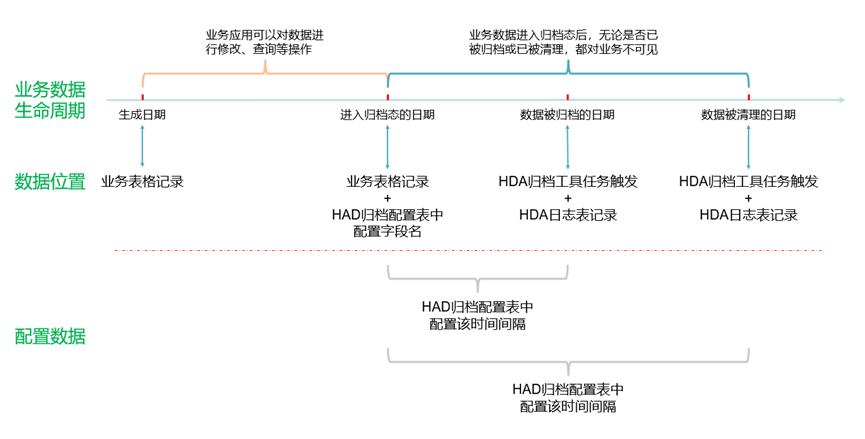 业务应用可以对数据进
行修改、查询等操作
业务数据进入归档态后，无论是否已
被归档或已被清理，都对业务不可见
业务数据
生命周期
生成日期
进入归档态的日期
数据被归档的日期
数据被清理的日期
数据位置
业务表格记录
业务表格记录
+
HAD归档配置表中
配置字段名
HDA归档工具任务触发
+
HDA日志表记录
HDA归档工具任务触发
+
HDA日志表记录
配置数据
HAD归档配置表中
配置该时间间隔
HAD归档配置表中
配置该时间间隔